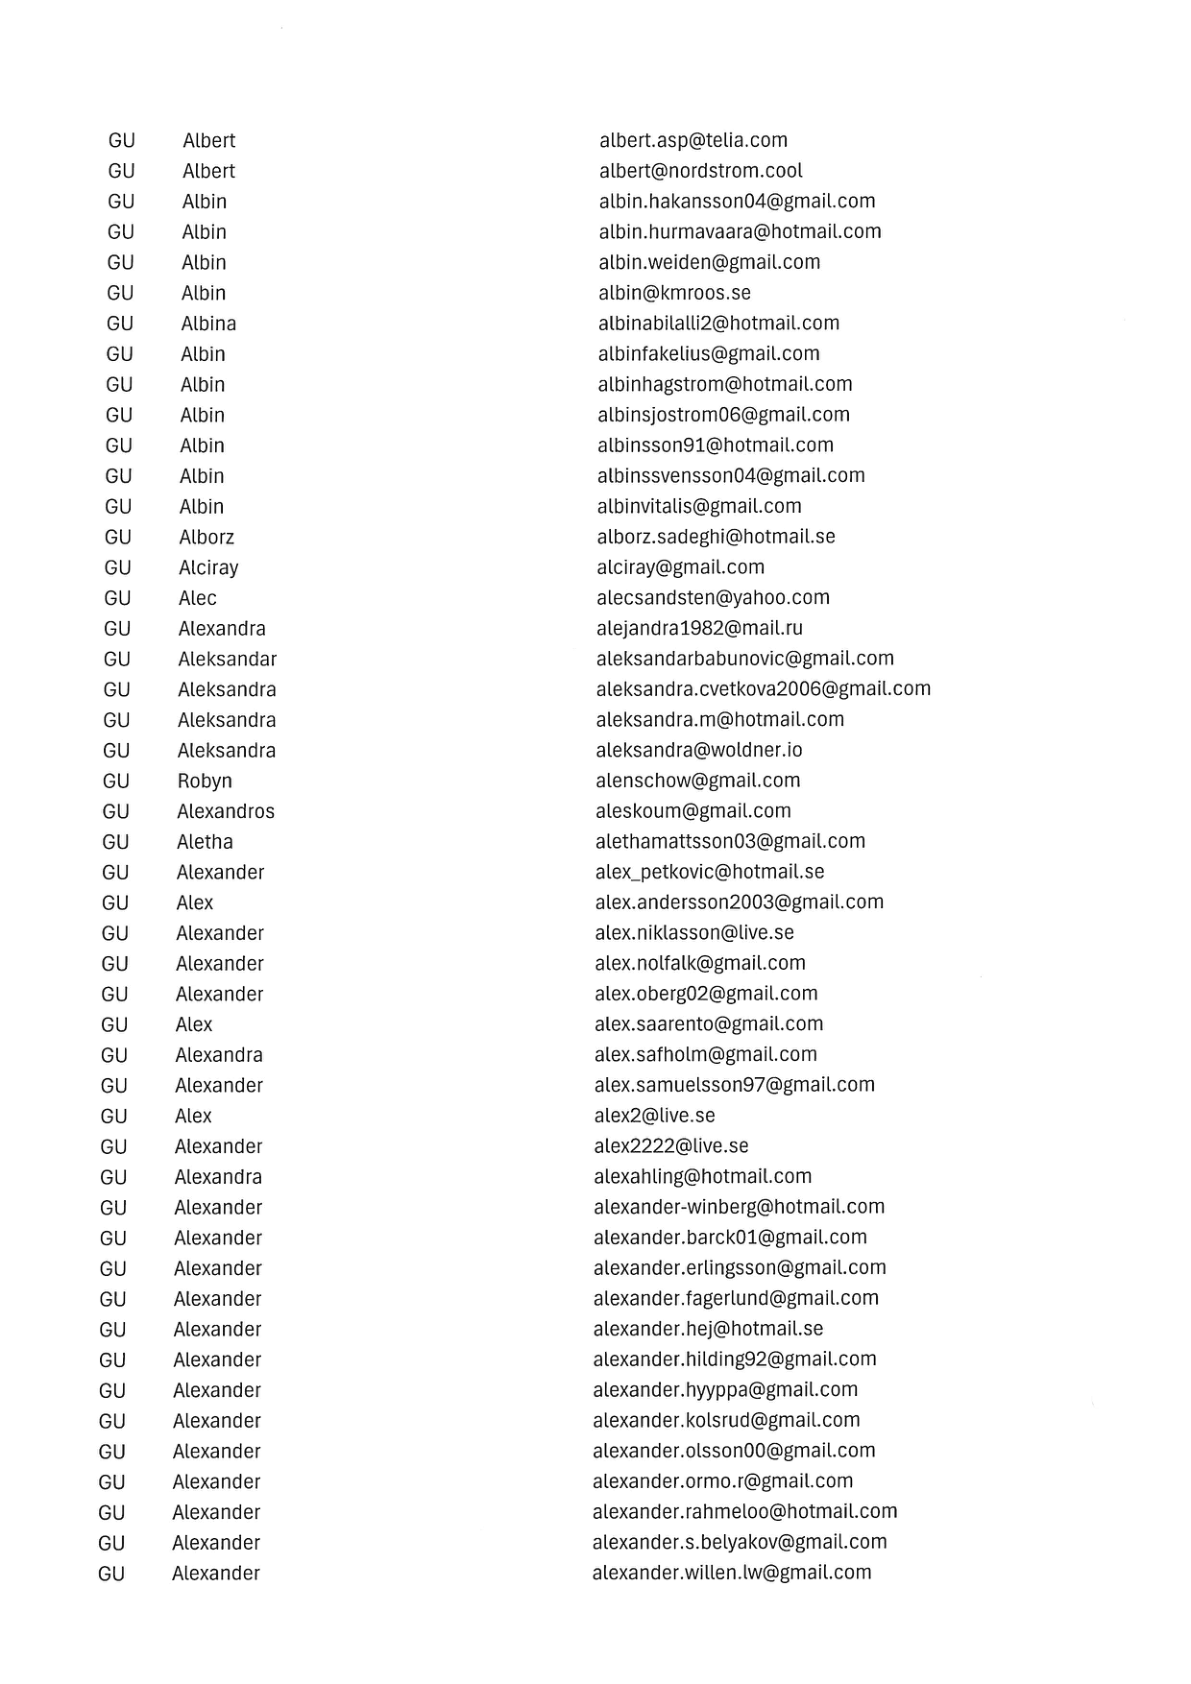 GU Albert albert.asp@telia.com
GU Albert albert@nordstrom.cool
GU Albin albin.hakansson04@gmail.com
GU Albin albin.hurmavaara@hotmail.com
GU Albin albin.weiden@gmail.com
GU Albin albin@kmroos.se
GU Albina albinabilalli2@hotmail.com
GU Albin albinfakelius@gmail.com
GU Albin albinhagstrom@hotmail.com
GU Albin albinsjostrom06@gmail.com
GU Albin albinsson91@hotmail.com
GU Albin albinssvensson04@gmail.com
GU Albin albinvitalis@gmail.com
GU Alborz alborz.sadeghi@hotmail.se
GU Alciray alciray@gmail.com
GU Alec alecsandsten@yahoo.com
GU Alexandra alejandra1982@mail.ru
GU Aleksandar aleksandarbabunovic@gmail.com
GU Aleksandra aleksandra.cvetkova2006@gmail.com
GU Aleksandra aleksandra.m@hotmail.com
GU Aleksandra aleksandra@woldner.io
GU Robyn alenschow@gmail.com
GU Alexandros aleskoum@gmail.com
GU Aletha alethamattsson03@gmail.com
GU Alexander alex_petkovic@hotmail.se
GU Alex alex.andersson2003@gmail.com
GU Alexander alex.niklasson@live.se
GU Alexander alex.nolfalk@gmail.com
GU Alexander alex.oberg02@gmail.com
GU Alex alex.saarento@gmail.com
GU Alexandra alex.safholm@gmail.com
GU Alexander alex.samuelsson97@gmail.com
GU Alex alex2@live.se
GU Alexander alex2222@live.se
GU Alexandra alexahling@hotmail.com
GU Alexander alexander-winberg@hotmail.com
GU Alexander alexander.barck01@gmail.com
GU Alexander alexander.erlingsson@gmail.com
GU Alexander alexander.fagerlund@gmail.com
GU Alexander alexander.hej@hotmail.se
GU Alexander alexander.hilding92@gmail.com
GU Alexander alexander.hyyppa@gmail.com
GU Alexander alexander.kolsrud@gmail.com
GU Alexander alexander.olsson00@gmail.com
GU Alexander alexander.ormo.r@gmail.com
GU Alexander alexander.rahmeloo@hotmail.com
GU Alexander alexander.s.belyakov@gmail.com
GU Alexander alexander.willen.lw@gmail.com